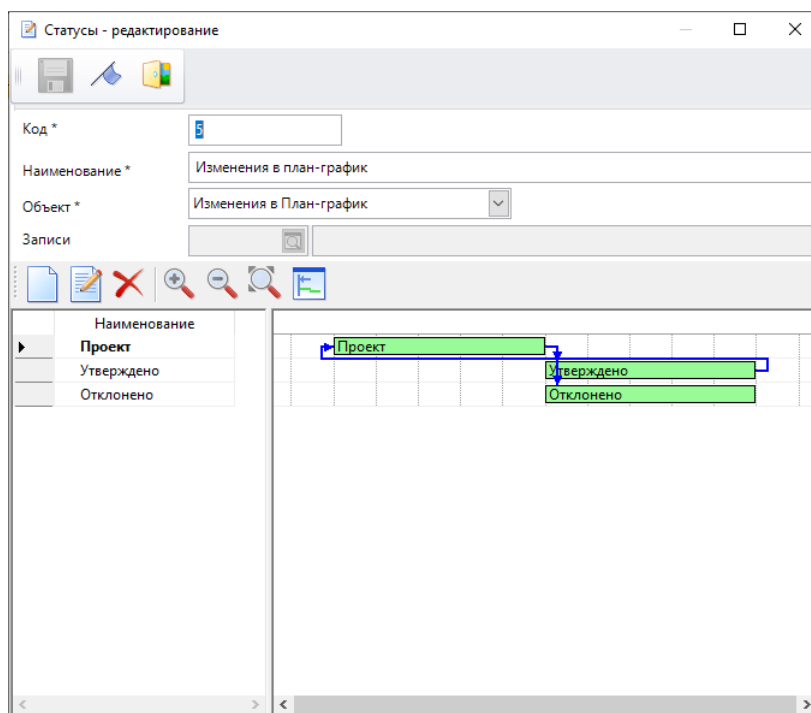 Статусы - редактирование
Код *
5
Наименование *
Изменения в план-график
Объект *
Изменения в План-график
Записи
Наименование
Проект
Проект
Утверждено
Утверждено
Отклонено
Отклонено